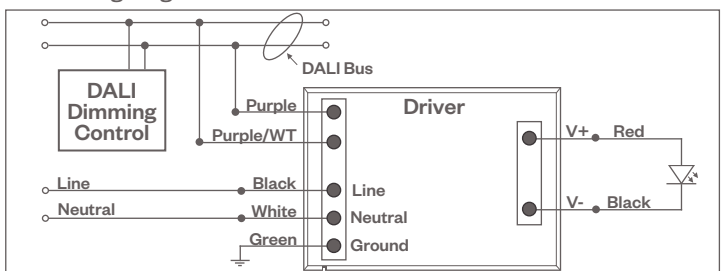 DALI Bus
DALI
Dimming
Control
Driver
Purple
Purple/WT
V+ Red
Line Black Line
Neutral White Neutral
V- Black
Green Ground